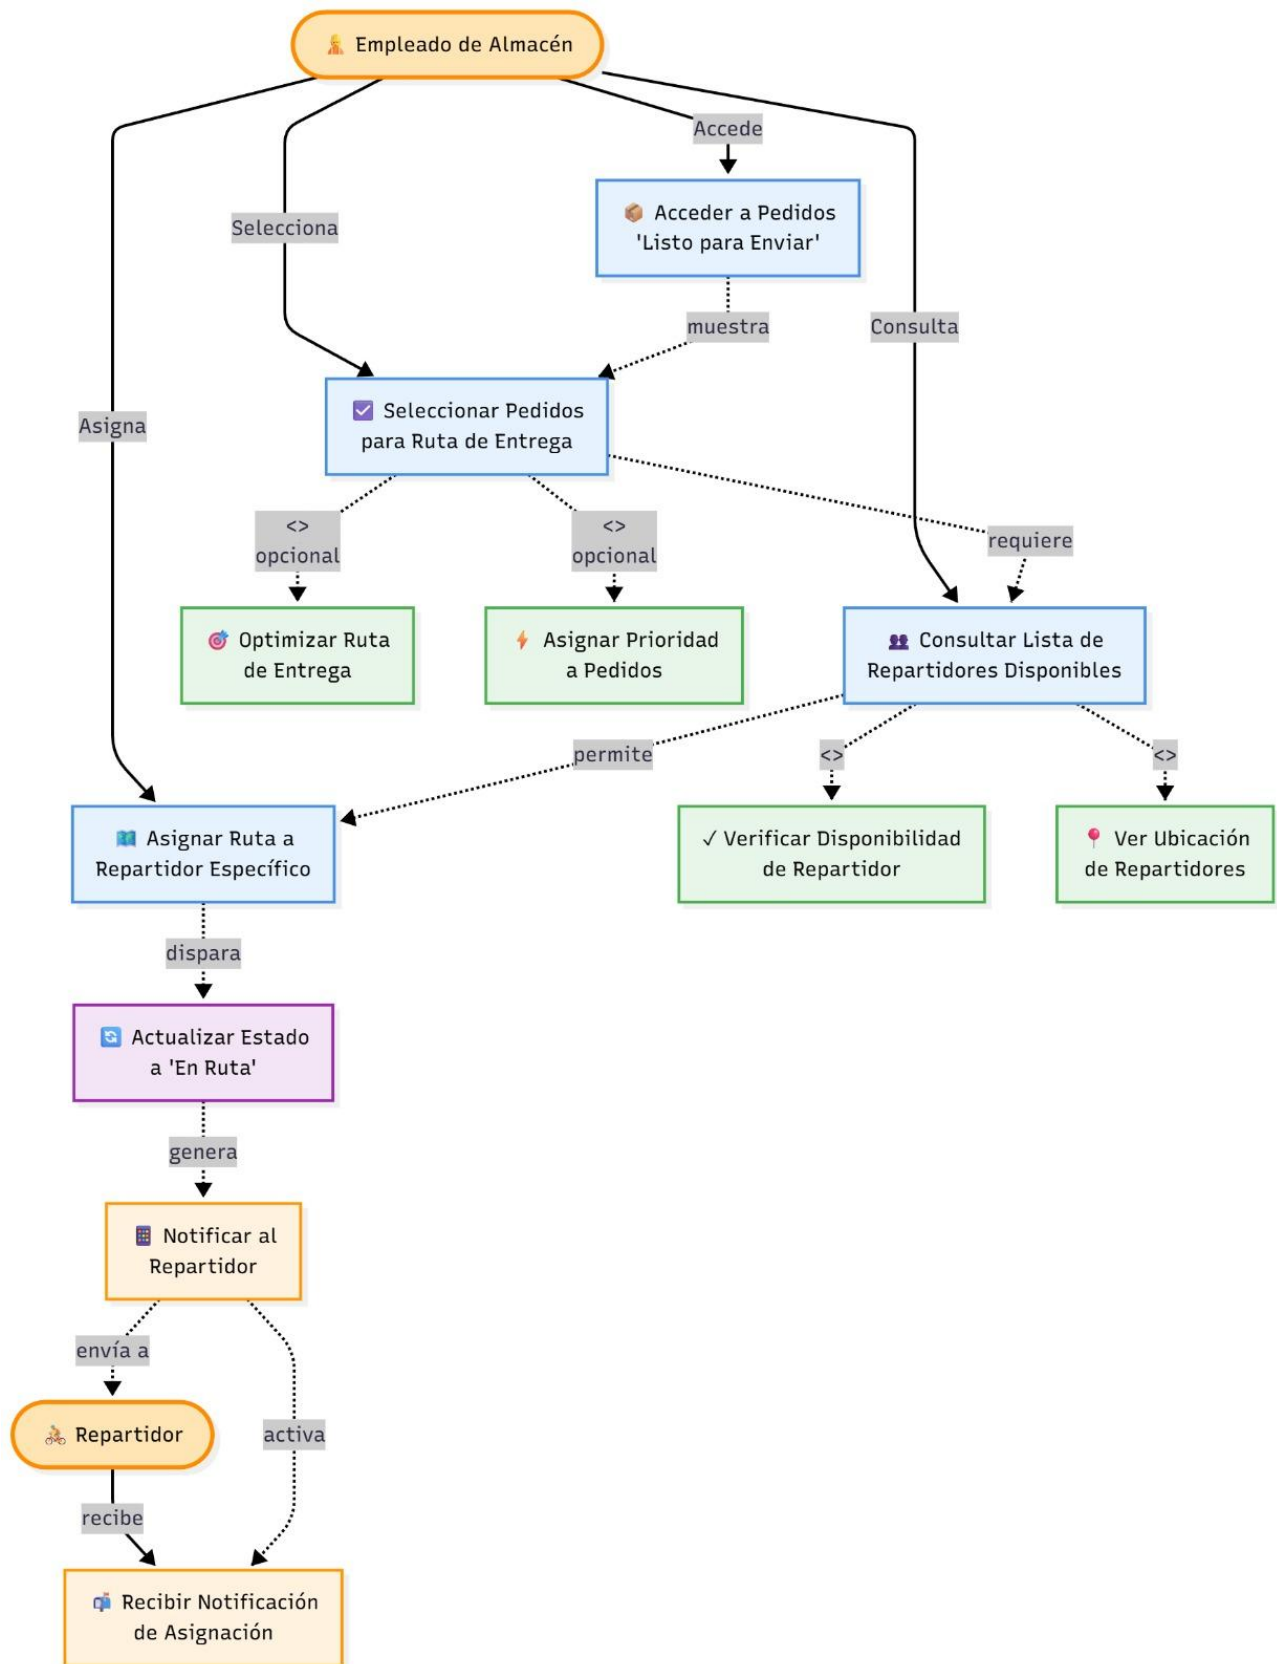 Empleado de Almacén
Accede
Acceder a Pedidos
'Listo para Enviar'
Selecciona
muestra
Consulta
Asigna
Seleccionar Pedidos
para Ruta de Entrega
<>
opcional
<>
opcional
requiere
Optimizar Ruta
de Entrega
Asignar Prioridad
a Pedidos
Consultar Lista de
Repartidores Disponibles
permite
<>
<>
Asignar Ruta a
Repartidor Específico
✓ Verificar Disponibilidad
de Repartidor
Ver Ubicación
de Repartidores
dispara
Actualizar Estado
a 'En Ruta'
genera
Notificar al
Repartidor
envía a
Repartidor
activa
recibe
Recibir Notificación
de Asignación